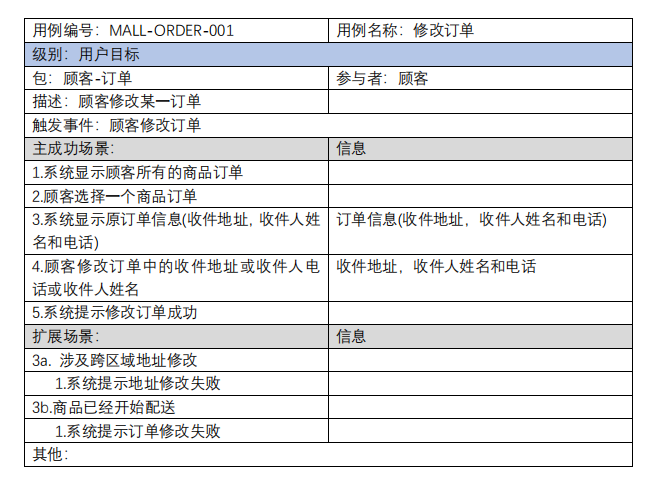 用例编号：MALL-ORDER-001
用例名称：修改订单
级别：用户目标
包：顾客-订单
参与者：顾客
描述：顾客修改某一订单
触发事件：顾客修改订单
主成功场景：
信息
1.系统显示顾客所有的商品订单
2.顾客选择一个商品订单
3.系统显示原订单信息(收件地址, 收件人姓
名和电话)
订单信息(收件地址，收件人姓名和电话)
4.顾客修改订单中的收件地址或收件人电
话或收件人姓名
收件地址，收件人姓名和电话
5.系统提示修改订单成功
扩展场景：
信息
3a. 涉及跨区域地址修改
1.系统提示地址修改失败
3b.商品已经开始配送
1.系统提示订单修改失败
其他：